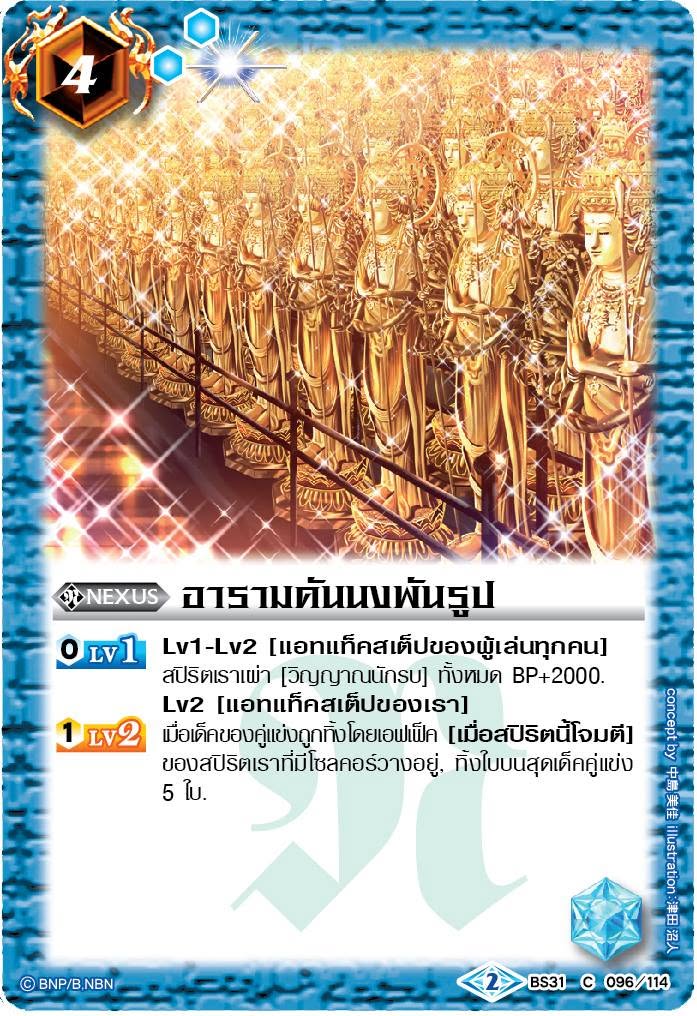 4
NEXUS อารามคันนงพันรูป
0 LV1 Lv1-Lv2 [แอทแท็คสเต็ปของผู้เล่นทุกคน]
สปิริตเราเผ่า [วิญญาณนักรบ] ทั้งหมด BP+2000.
Lv2 [แอทแท็คสเต็ปของเรา]
1 LV2 เมื่อเด็คของคู่แข่งถูกทิ้งโดยเอฟเฟ็ค [เมื่อสปิริตนี้โจมตี]
ของสปิริตเราที่มีโซลคอร์วางอยู่, ทิ้งใบบนสุดเด็คคู่แข่ง
5 ใบ.
concept by 中島 美佳 illustration:津田 沼人
© BNP/B,NBN
2 BS31 C 096/114